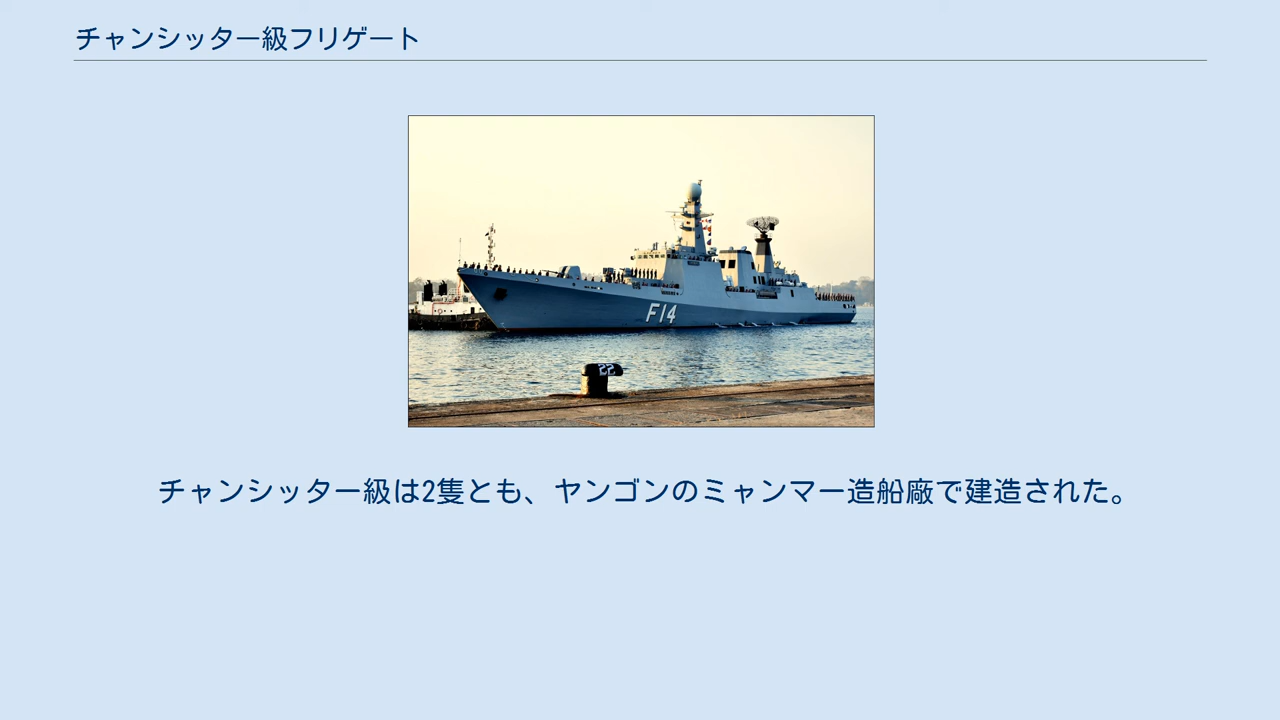 チャンシッター級フリゲート
F14
22
チャンシッター級は2隻とも、ヤンゴンのミャンマー造船廠で建造された。